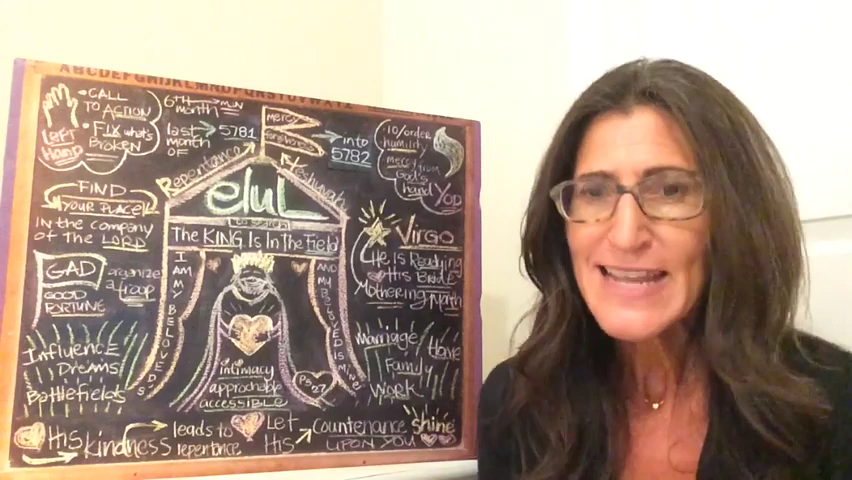 ABCDEFGHIJKLMNOPQRSTUVWXYZ
• CALL
TO ACTION
• FIX what's
BROKEN
LEFT
HAND
6th
month
last
month
OF
5781
mercy
forgiveness
into
5782
10/order
humility
mercy from
God's
hand
YOD
Repentance
Teshuvah
elul
to search
The KING Is In the Field
FIND
YOUR PLACE
IN the company
of the LORD
GAD
organize
a troop
GOOD
FORTUNE
Influence
Dreams
Battlefields
I AM MY BELOVEDS
AND MY BELOVED IS MINE
intimacy
approachable
accessible
PS 27
Virgo
He is Readying
His Bride
Mothering
Marriage
Home
Family
Work
His kindness
leads to
repentance
Let
His
countenance
shine
UPON YOU